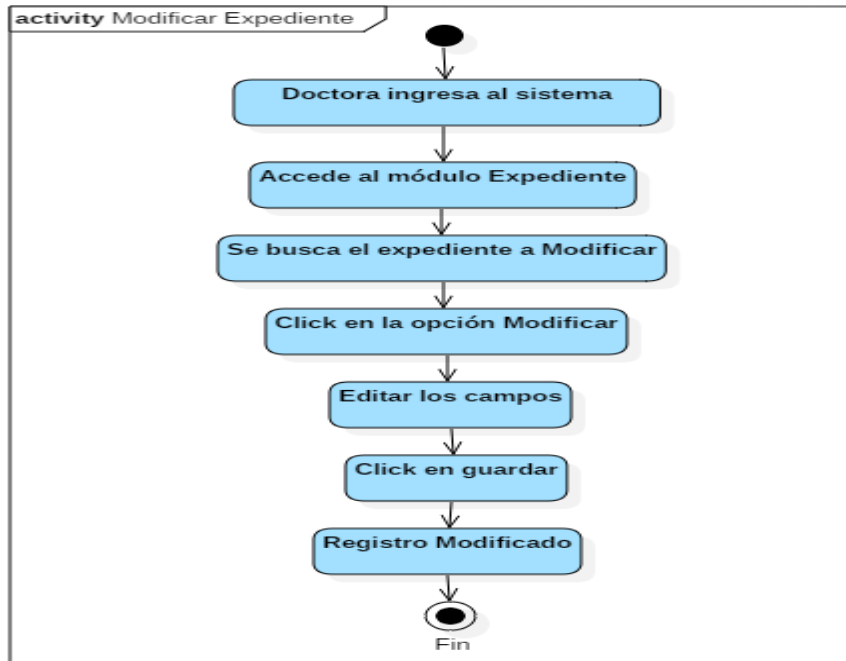 activity Modificar Expediente
Doctora ingresa al sistema
Accede al módulo Expediente
Se busca el expediente a Modificar
Click en la opción Modificar
Editar los campos
Click en guardar
Registro Modificado
Fin